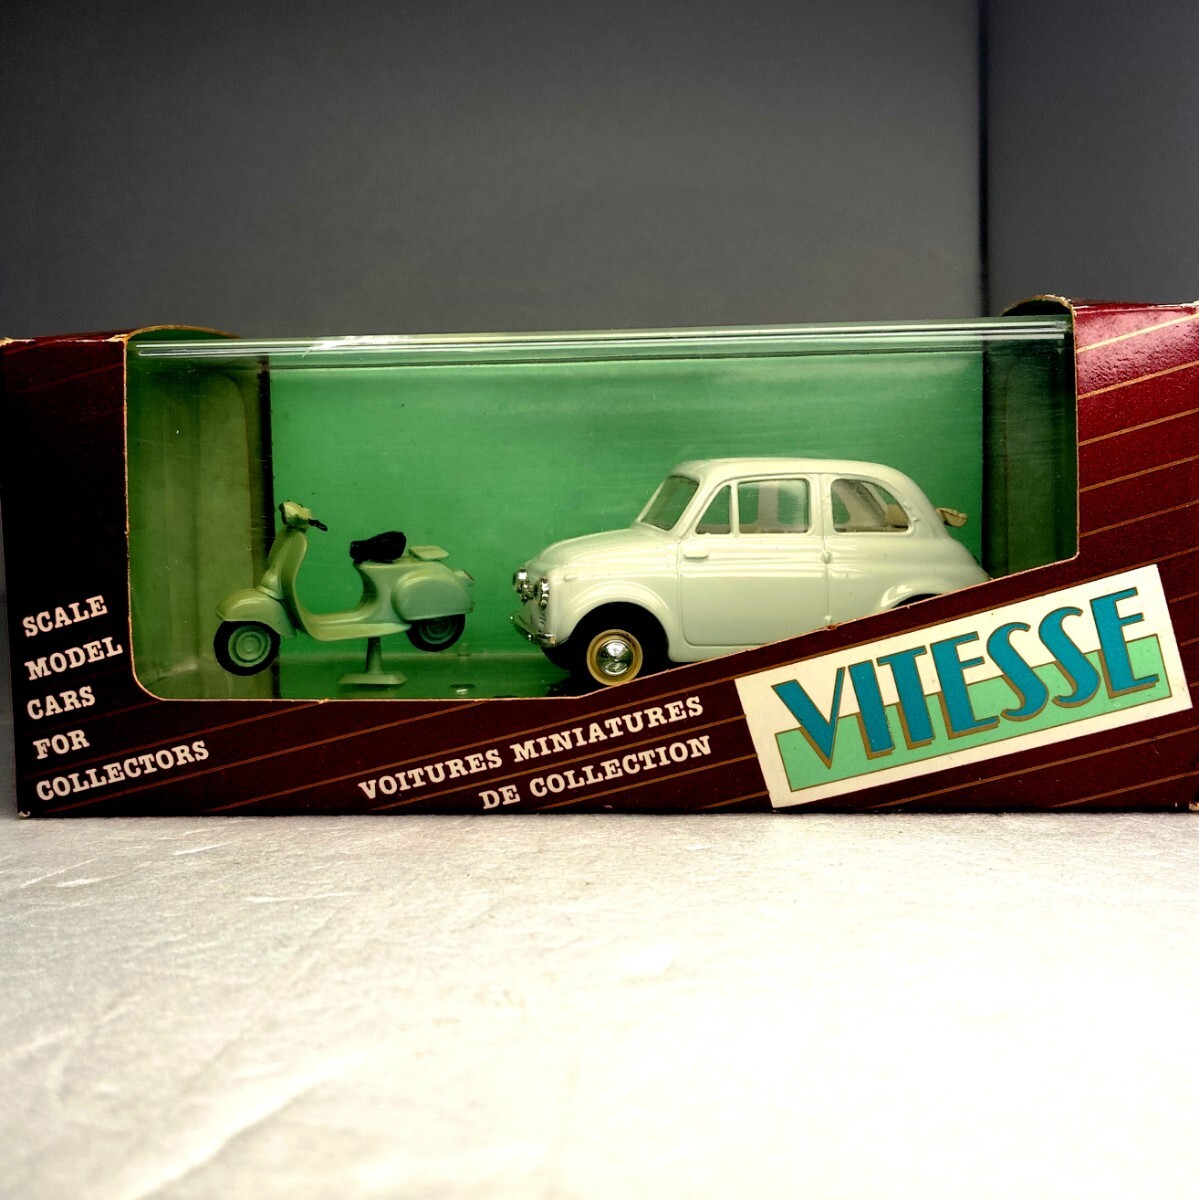 SCALE
MODEL
CARS
FOR
COLLECTORS
VOITURES MINIATURES
DE COLLECTION
VITESSE